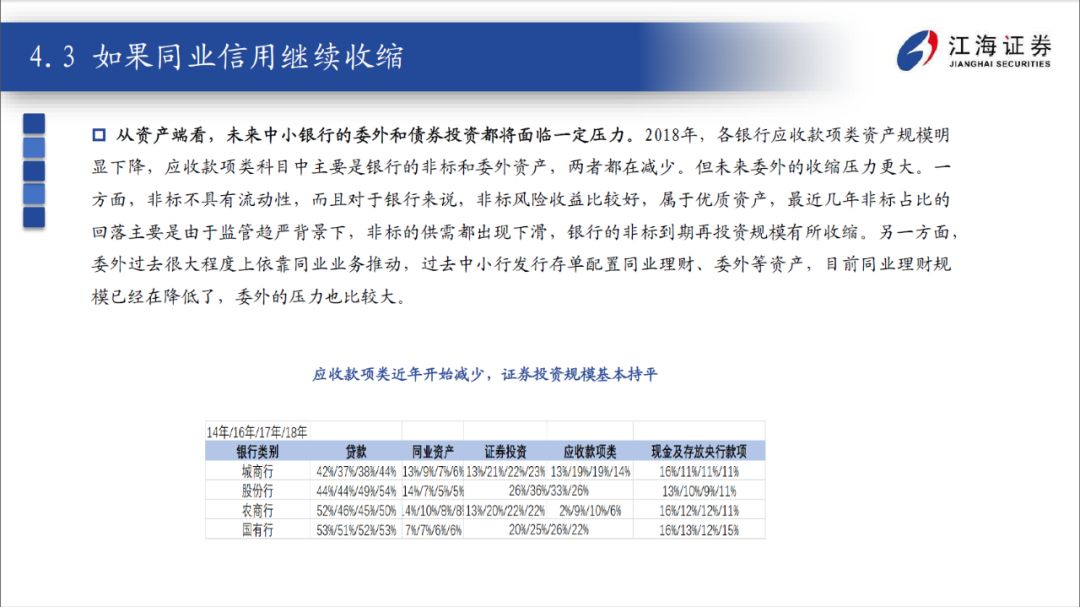 4.3 如果同业信用继续收缩
江海证券
JIANGHAI SECURITIES
从资产端看，未来中小银行的委外和债券投资都将面临一定压力。2018年，各银行应收款项类资产规模明
显下降，应收款项类科目中主要是银行的非标和委外资产，两者都在减少。但未来委外的收缩压力更大。一
方面，非标不具有流动性，而且对于银行来说，非标风险收益比较好，属于优质资产，最近几年非标占比的
回落主要是由于监管趋严背景下，非标的供需都出现下滑，银行的非标到期再投资规模有所收缩。另一方面，
委外过去很大程度上依靠同业业务推动，过去中小行发行存单配置同业理财、委外等资产，目前同业理财规
模已经在降低了，委外的压力也比较大。
应收款项类近年开始减少，证券投资规模基本持平
14年/16年/17年/18年
银行类别 贷款 同业资产 证券投资 应收款项类 现金及存放央行款项
城商行 42%/37%/38%/44% 13%/9%/7%/6% 13%/21%/22%/23% 13%/19%/19%/14% 16%/11%/11%/11%
股份行 44%/44%/49%/54% 14%/7%/5%/5% 26%/36%/33%/26% 13%/10%/9%/11%
农商行 52%/46%/45%/50% 4%/10%/8%/8 13%/20%/22%/22% 2%/9%/10%/6% 16%/12%/12%/11%
国有行 53%/51%/52%/53% 7%/7%/6%/6% 20%/25%/26%/22% 16%/13%/12%/15%